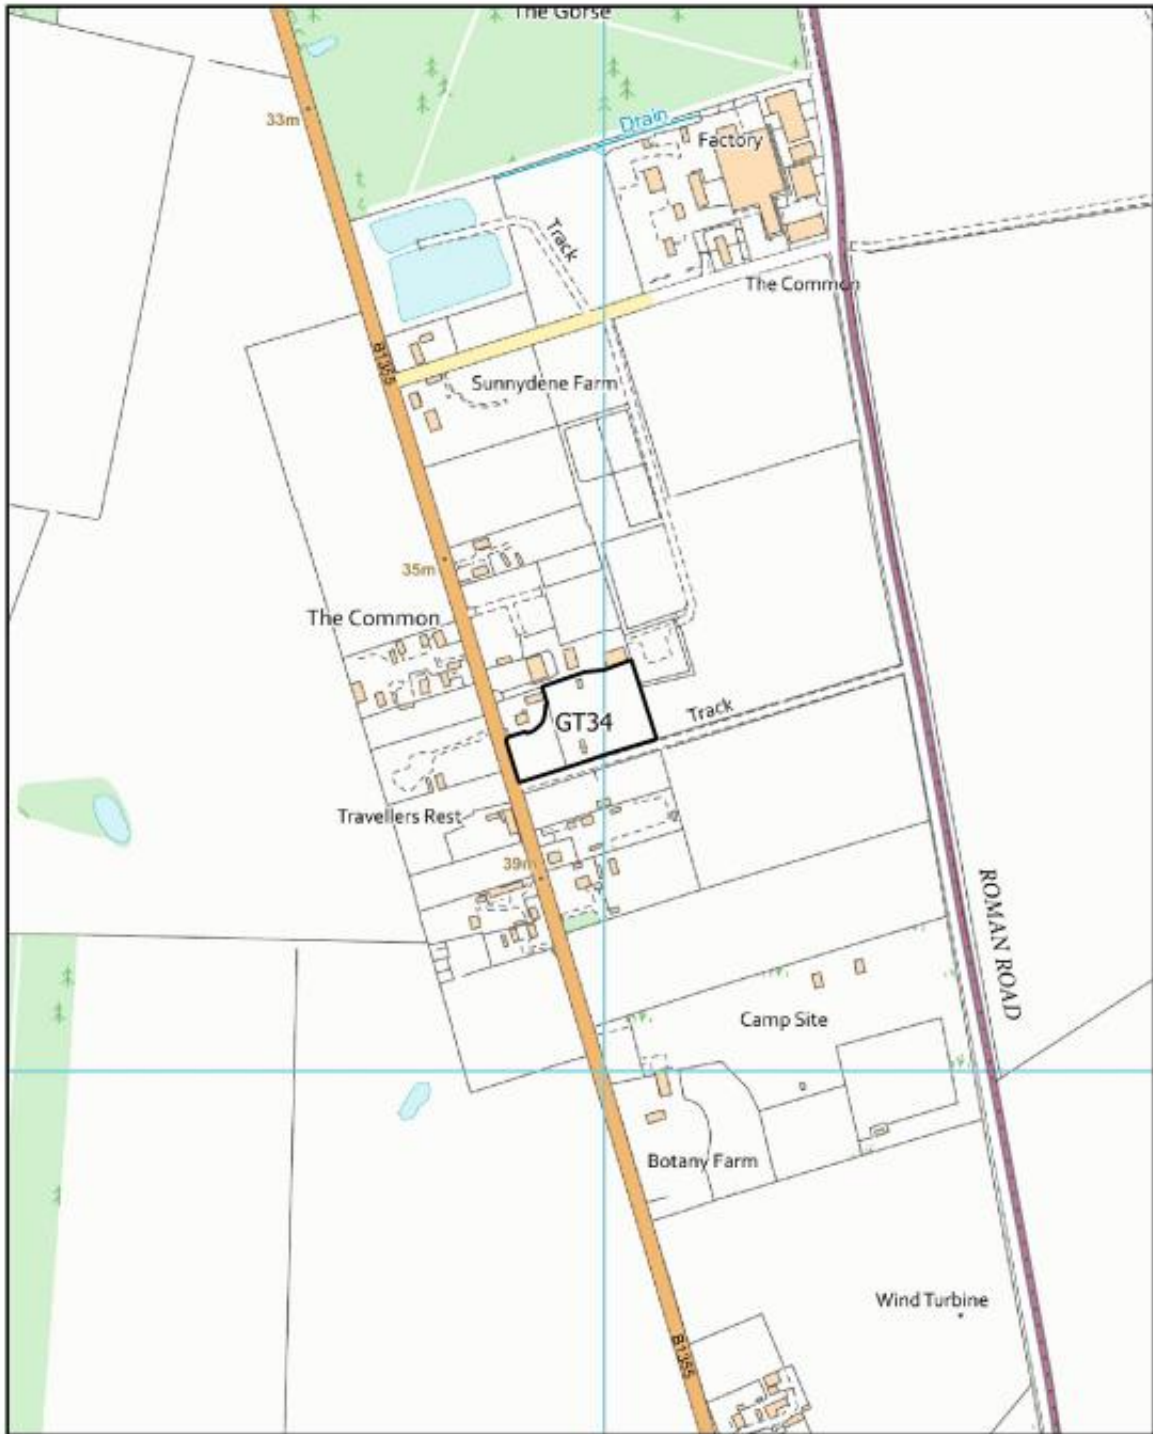 The Gorse
33m
Drain
Factory
Track
The Common
B1355
Sunnydene Farm
35m
The Common
GT34
Track
Travellers Rest
39m
ROMAN ROAD
Camp Site
Botany Farm
Wind Turbine
B1355